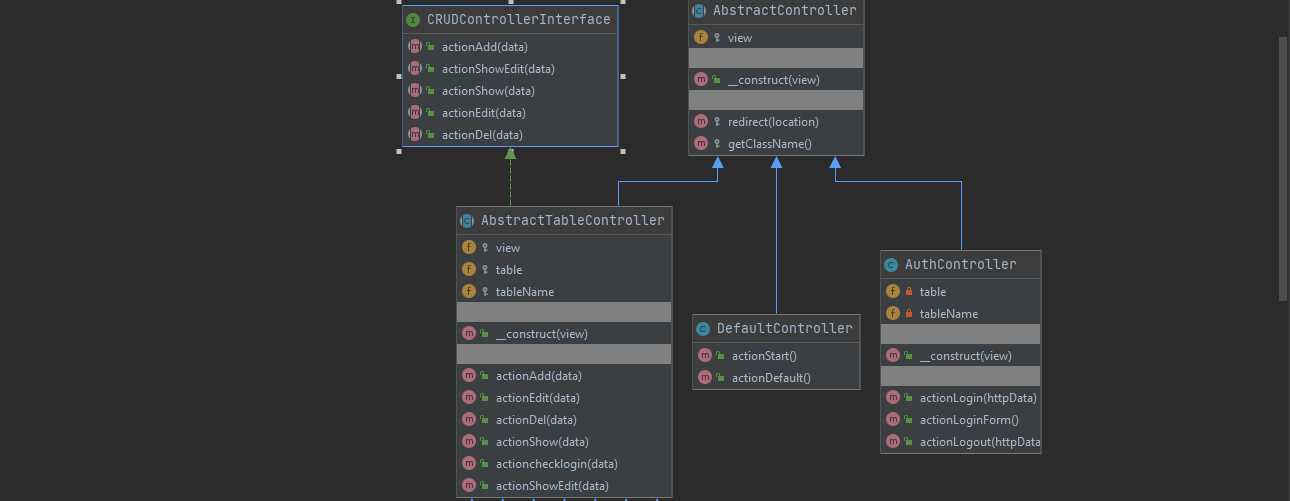 CRUDControllerInterface
actionAdd(data)
actionShowEdit(data)
actionShow(data)
actionEdit(data)
actionDel(data)
AbstractController
view
__construct(view)
redirect(location)
getClassName()
AbstractTableController
view
table
tableName
__construct(view)
actionAdd(data)
actionEdit(data)
actionDel(data)
actionShow(data)
actionchecklogin(data)
actionShowEdit(data)
DefaultController
actionStart()
actionDefault()
AuthController
table
tableName
__construct(view)
actionLogin(httpData)
actionLoginForm()
actionLogout(httpData